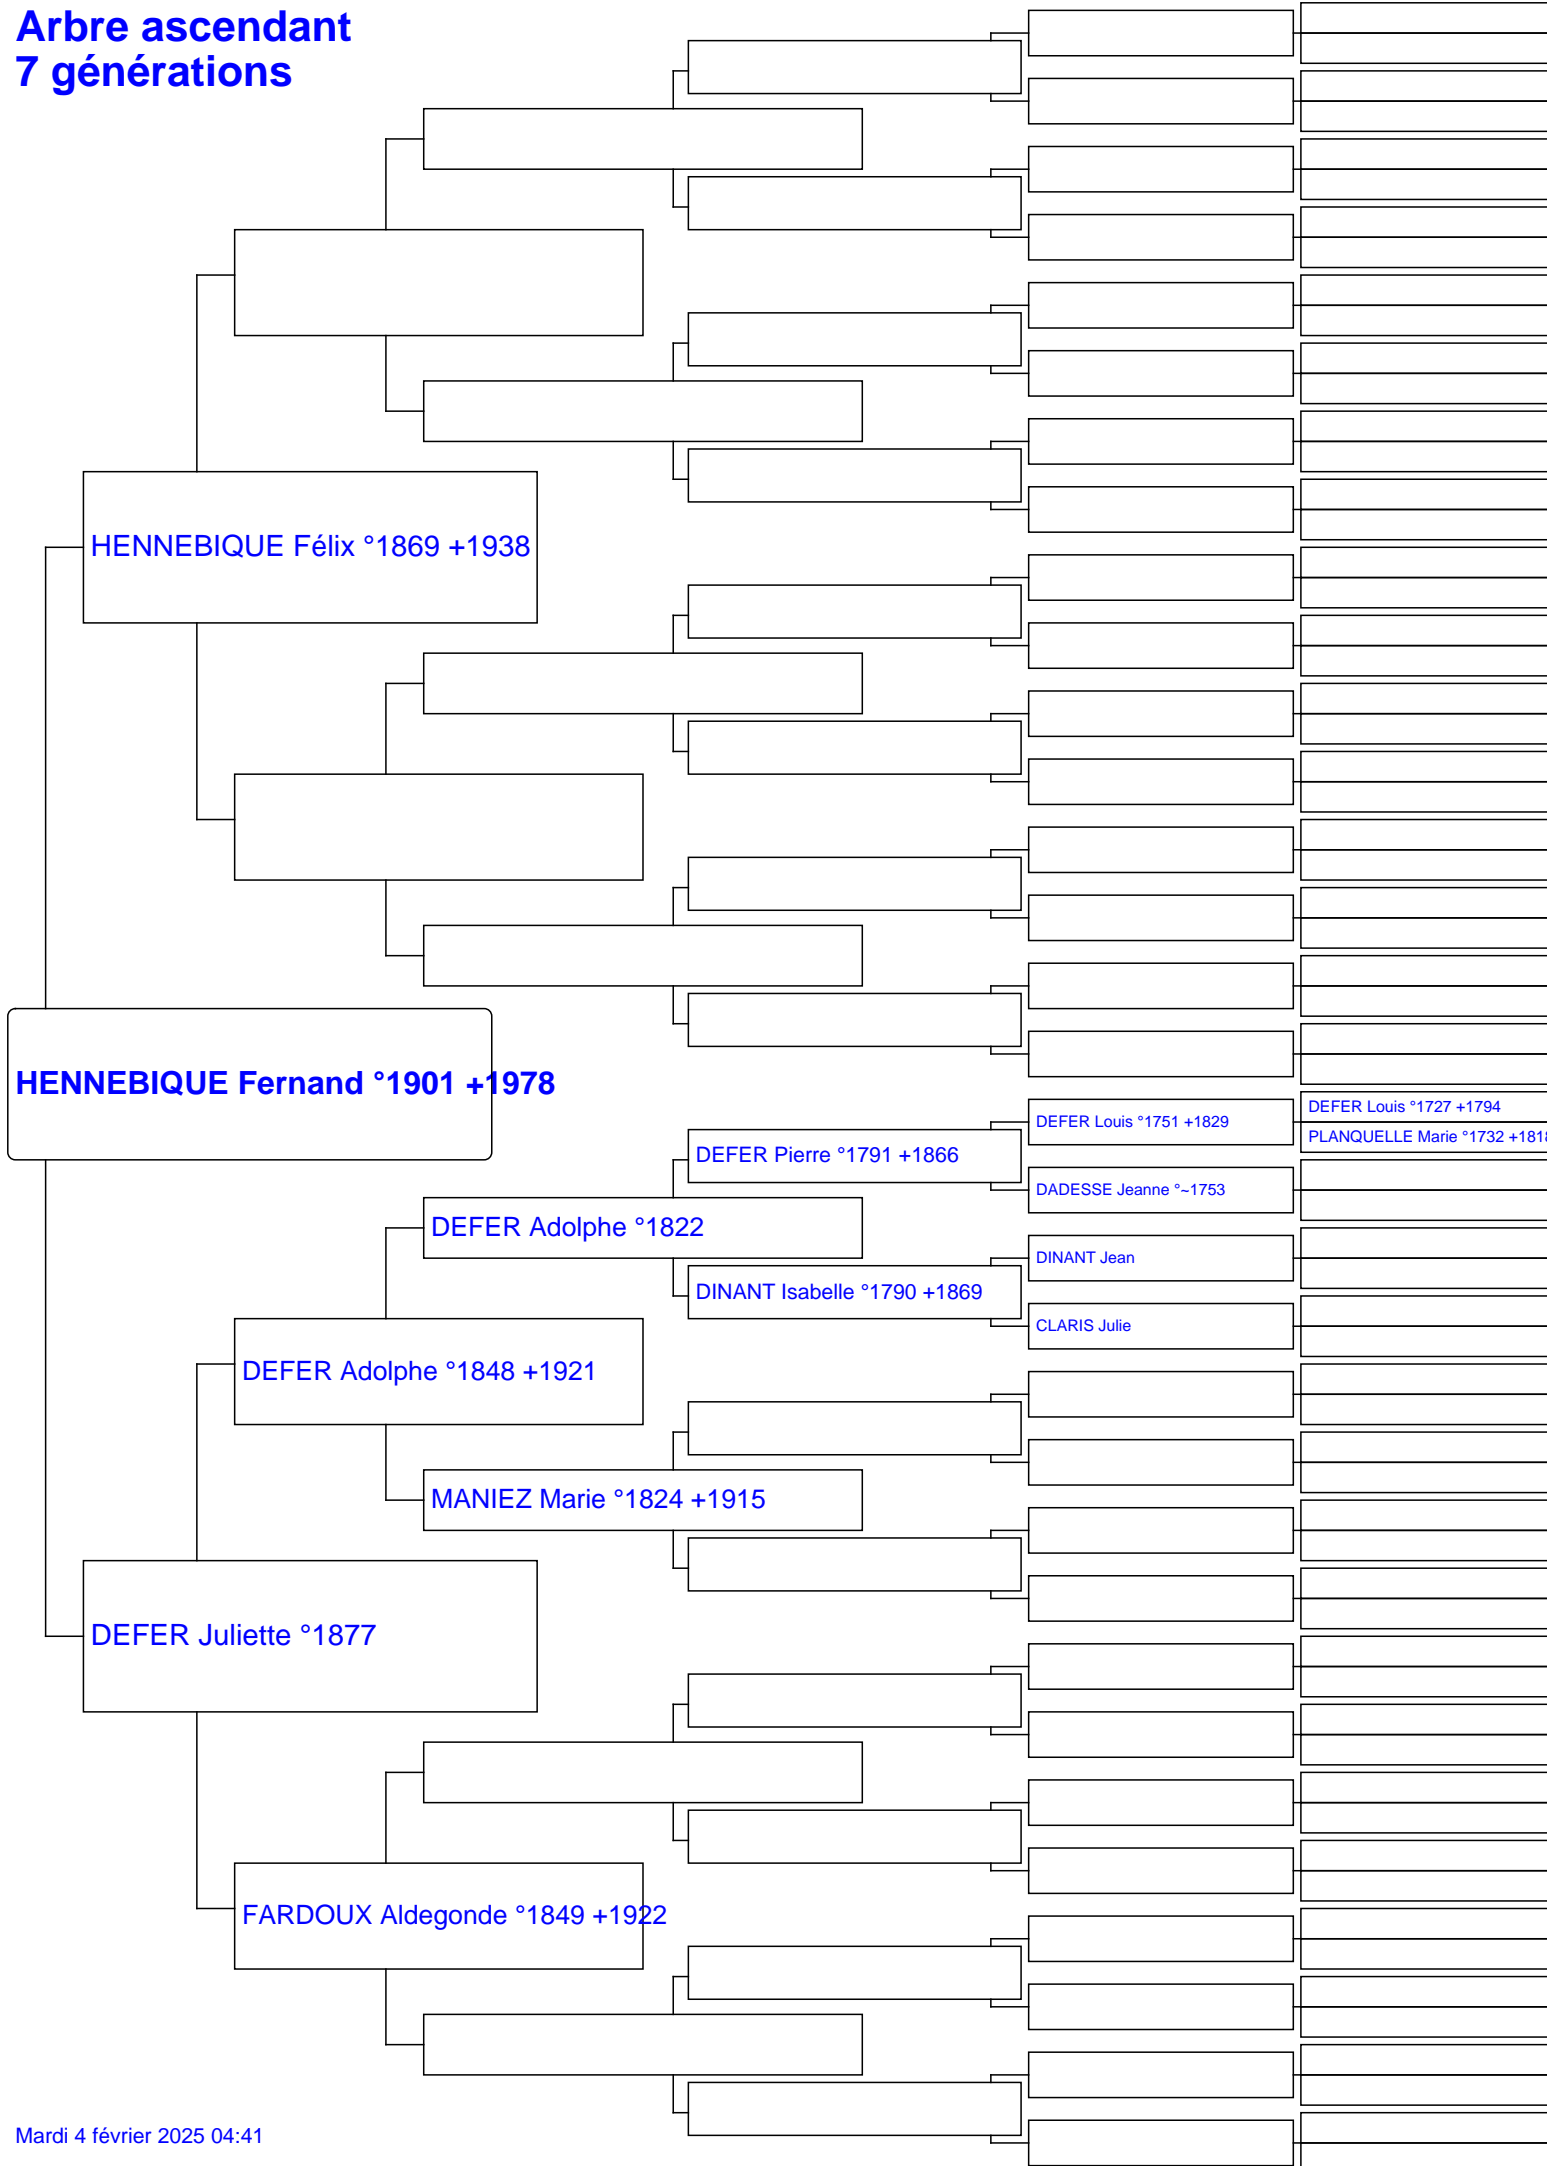 Arbre ascendant
7 générations
HENNEBIQUE Félix °1869 +1938
HENNEBIQUE Fernand °1901 +1978
DEFER Louis °1727 +1794
DEFER Louis °1751 +1829
PLANQUELLE Marie °1732 +1818
DEFER Pierre °1791 +1866
DADESSE Jeanne °~1753
DEFER Adolphe °1822
DINANT Jean
DINANT Isabelle °1790 +1869
CLARIS Julie
DEFER Adolphe °1848 +1921
MANIEZ Marie °1824 +1915
DEFER Juliette °1877
FARDOUX Aldegonde °1849 +1922
Mardi 4 février 2025 04:41